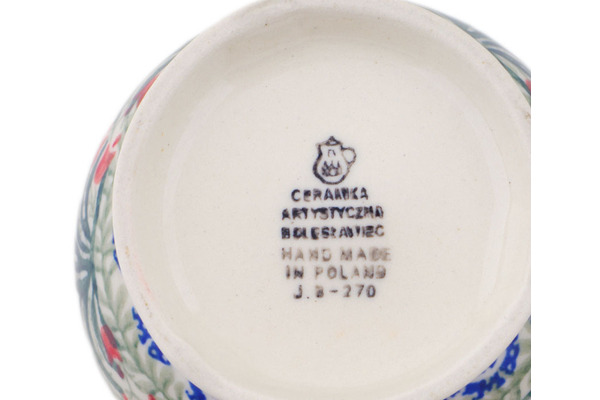 CERAMIKA
ARTYSTYCZNA
BOLESŁAWIEC
HAND MADE
IN POLAND
J.B-270